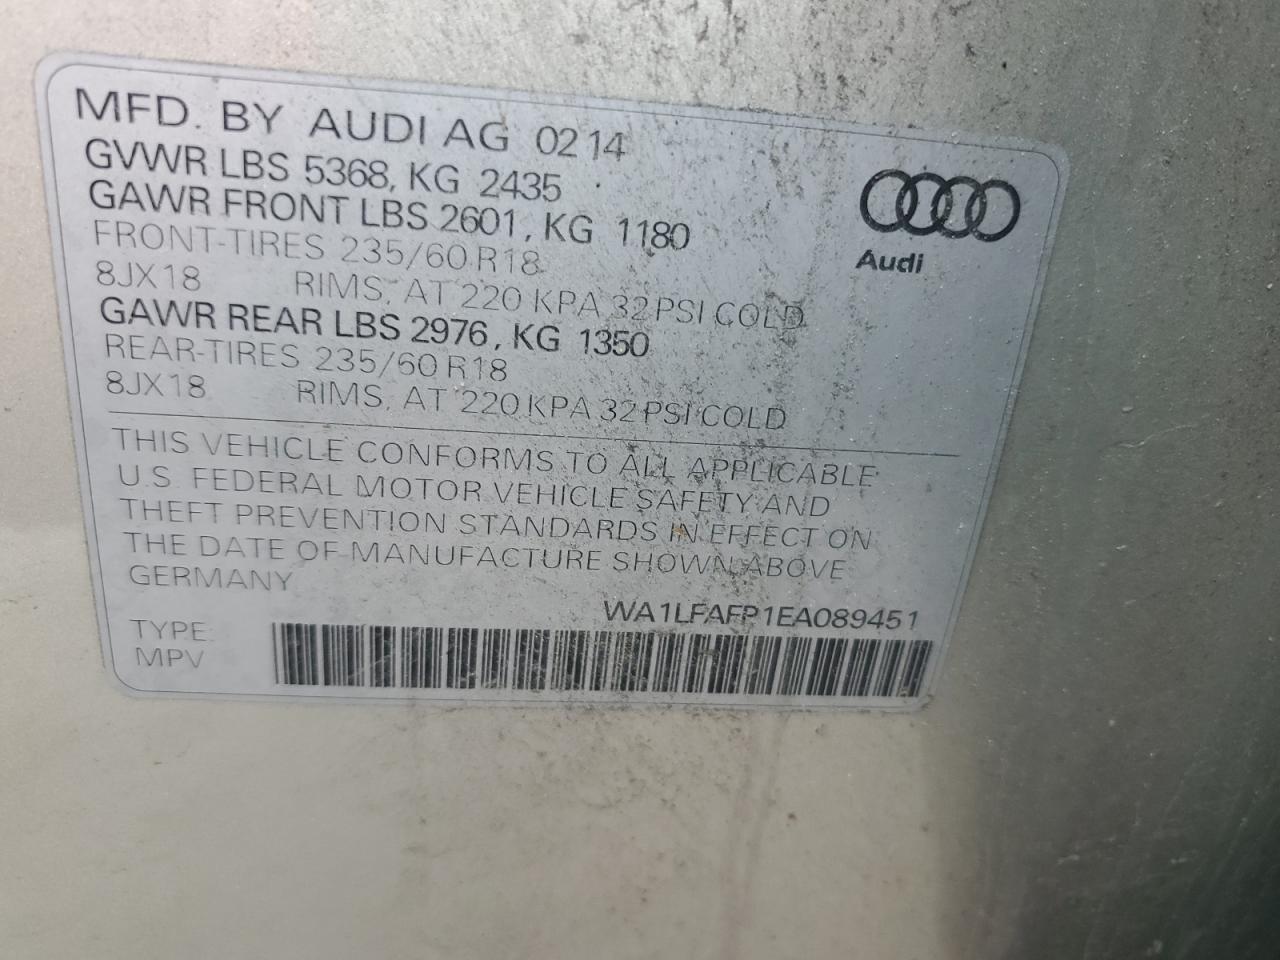 MFD. BY AUDI AG 02 14
GVWR LBS 5368, KG 2435
GAWR FRONT LBS 2601, KG 1180
FRONT-TIRES 235/60 R18
8JX18 RIMS, AT 220 KPA 32 PSI COLD
GAWR REAR LBS 2976, KG 1350
REAR-TIRES 235/60 R18
8JX18 RIMS, AT 220 KPA 32 PSI COLD
Audi
THIS VEHICLE CONFORMS TO ALL APPLICABLE
U.S. FEDERAL MOTOR VEHICLE SAFETY AND
THEFT PREVENTION STANDARDS IN EFFECT ON
THE DATE OF MANUFACTURE SHOWN ABOVE
GERMANY
WA1LFAFP1EA089451
TYPE:
MPV